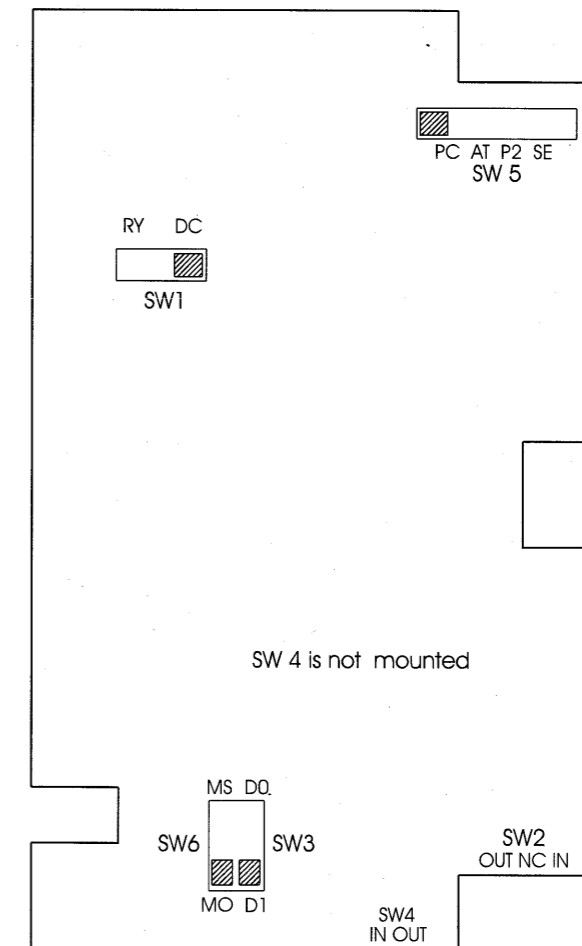 PC AT P2 SE
SW 5
RY DC
SW1
SW 4 is not mounted
MS D0
SW6 SW3
MO D1
SW2
OUT NC IN
SW4
IN OUT